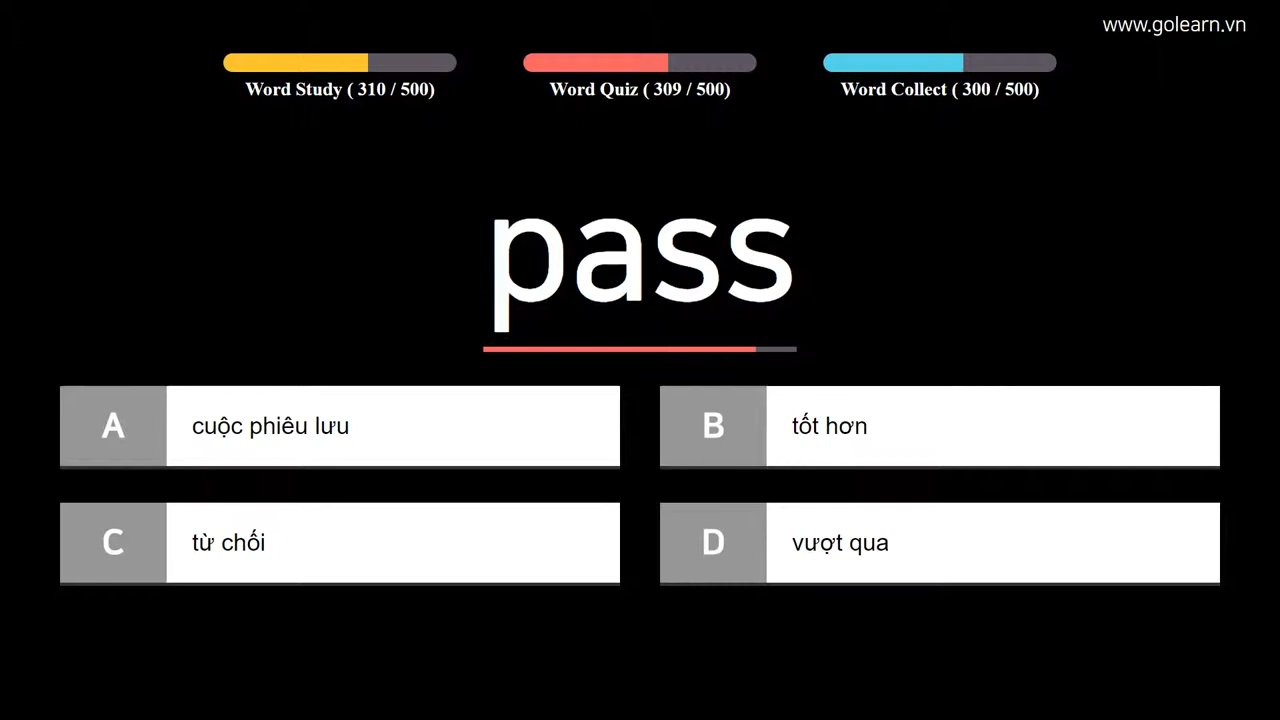 www.golearn.vn
Word Study ( 310 / 500)
Word Quiz ( 309 / 500)
Word Collect ( 300 / 500)
pass
A cuộc phiêu lưu
B tốt hơn
C từ chối
D vượt qua